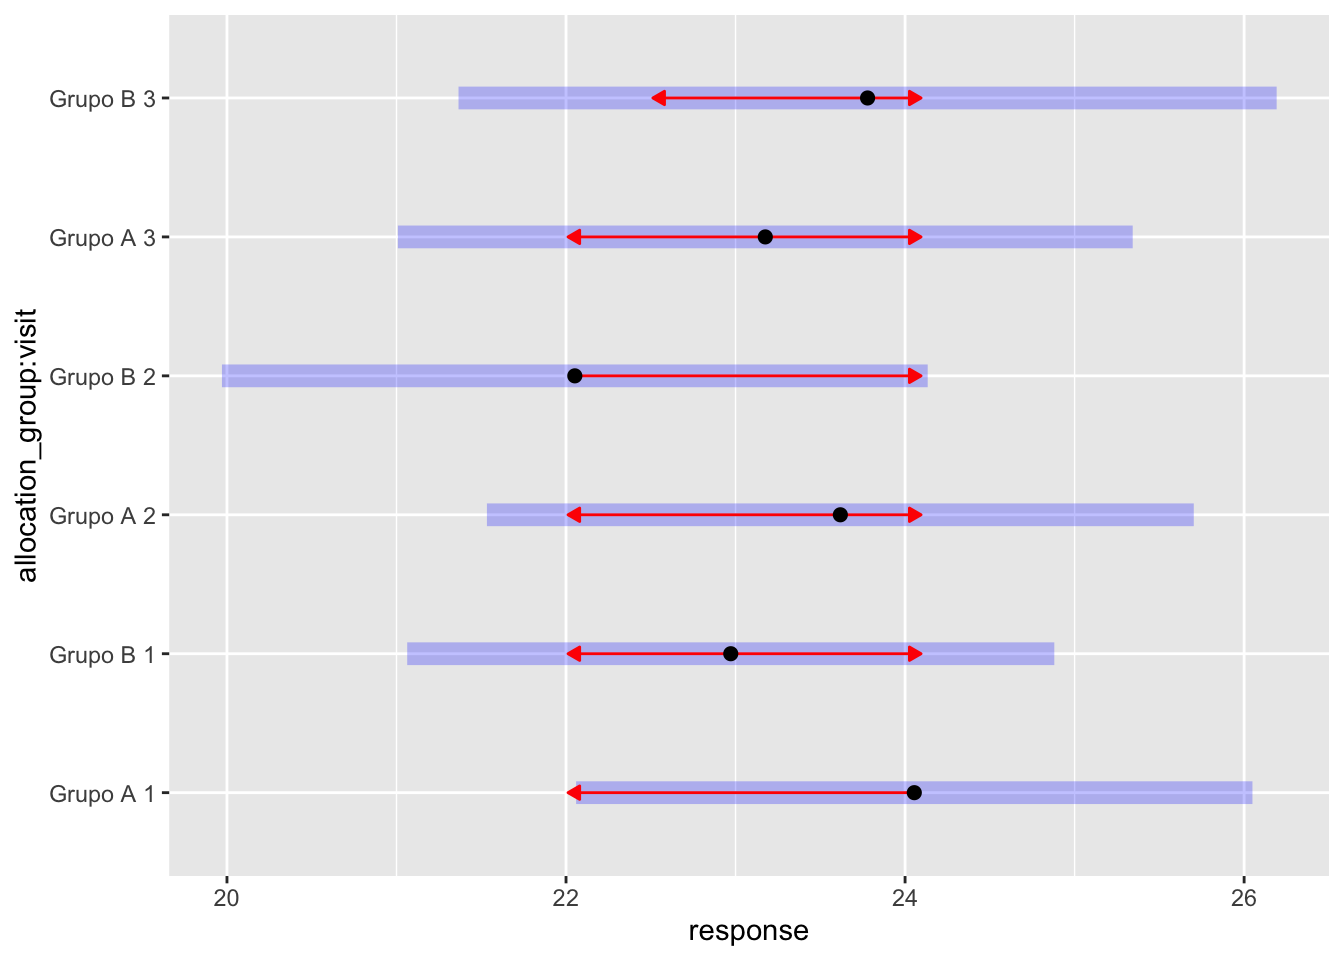 Grupo B 3
Grupo A 3
Grupo B 2
Grupo A 2
Grupo B 1
Grupo A 1
allocation_group:visit
20 22 24 26
response